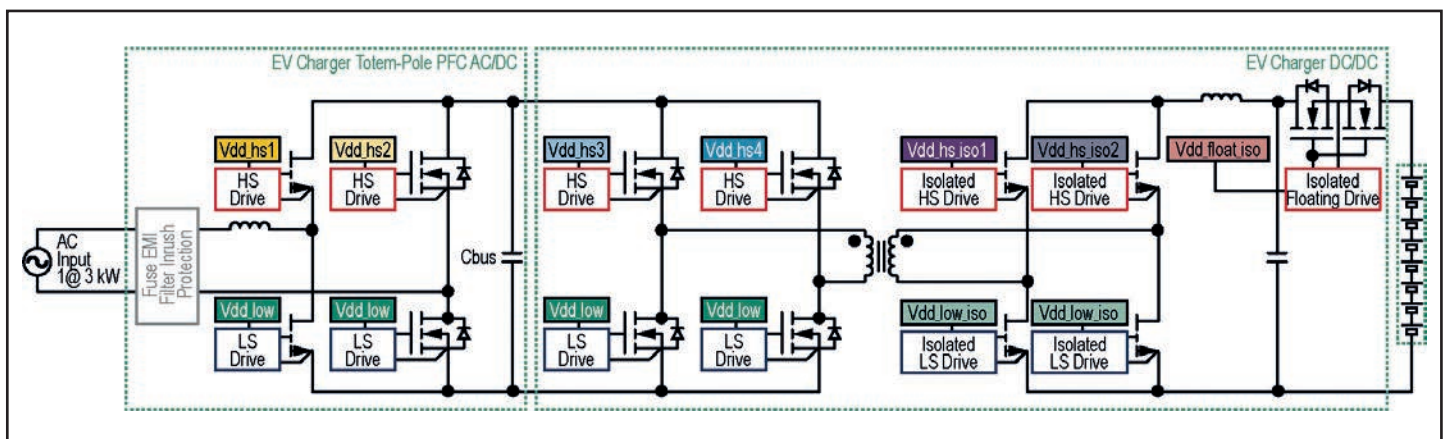 EV Charger Totem-Pole PFC AC/DC
EV Charger DC/DC
Vdd_hs1
HS
Drive
Vdd_hs2
HS
Drive
Vdd_hs3
HS
Drive
Vdd_hs4
HS
Drive
Vdd_hs_iso1
Isolated
HS Drive
Vdd_hs_iso2
Isolated
HS Drive
Vdd_float_iso
Isolated
Floating Drive
AC
Input
1@ 3 kW
Fuse EMI
Filter Inrush
Protection
Cbus
Vdd_low
LS
Drive
Vdd_low
LS
Drive
Vdd_low
LS
Drive
Vdd_low
LS
Drive
Vdd_low_iso
Isolated
LS Drive
Vdd_low_iso
Isolated
LS Drive